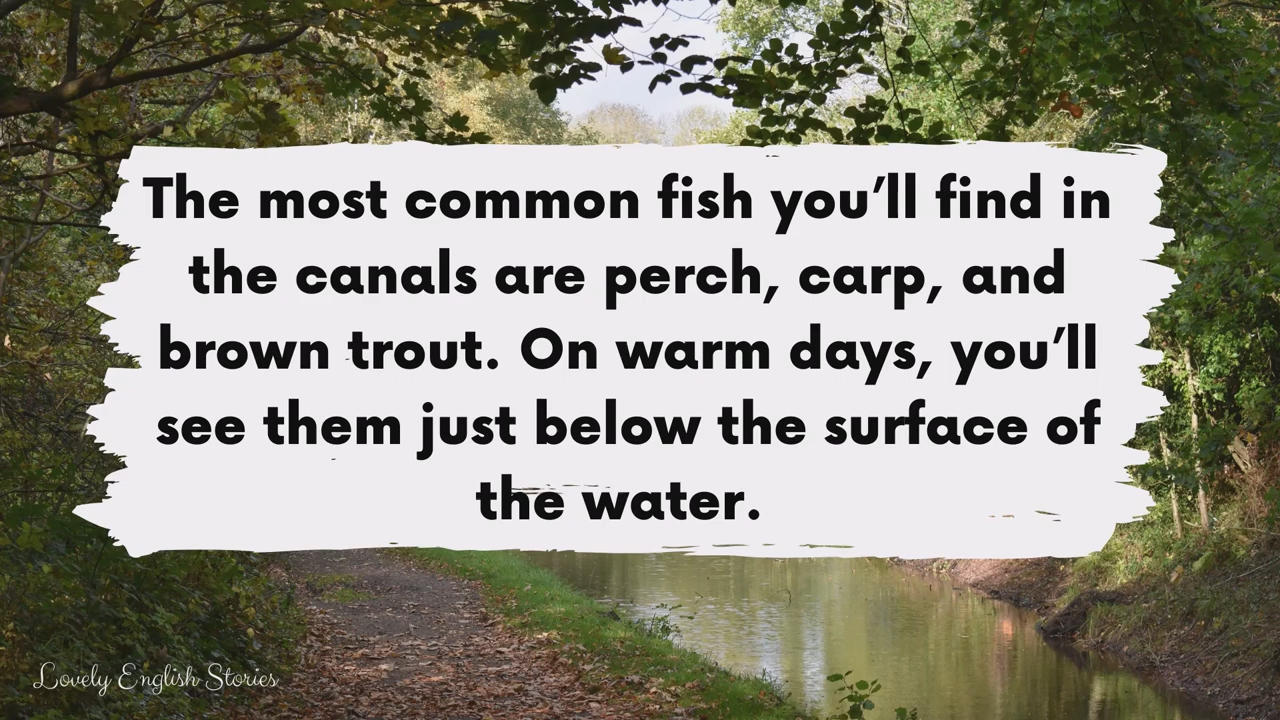 The most common fish you’ll find in
the canals are perch, carp, and
brown trout. On warm days, you’ll
see them just below the surface of
the water.
Lovely English Stories